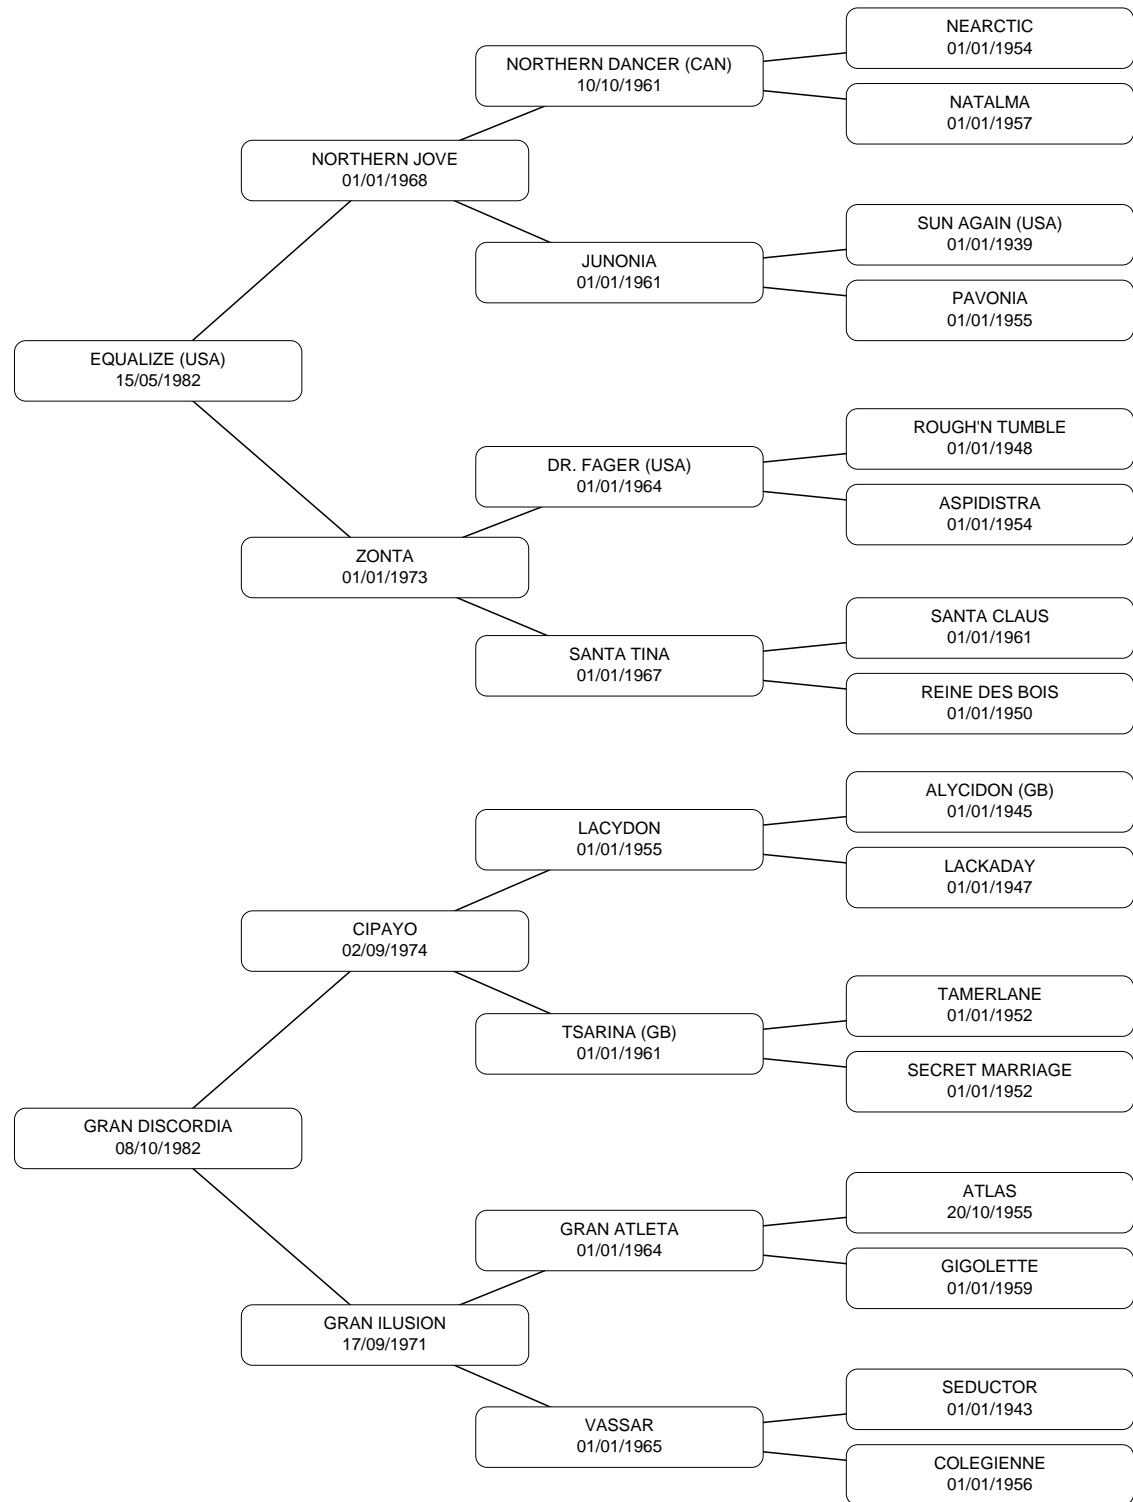 NEARCTIC
01/01/1954
NORTHERN DANCER (CAN)
10/10/1961
NATALMA
01/01/1957
NORTHERN JOVE
01/01/1968
SUN AGAIN (USA)
01/01/1939
JUNONIA
01/01/1961
PAVONIA
01/01/1955
EQUALIZE (USA)
15/05/1982
ROUGH'N TUMBLE
01/01/1948
DR. FAGER (USA)
01/01/1964
ASPIDISTRA
01/01/1954
ZONTA
01/01/1973
SANTA CLAUS
01/01/1961
SANTA TINA
01/01/1967
REINE DES BOIS
01/01/1950
ALYCIDON (GB)
01/01/1945
LACYDON
01/01/1955
LACKADAY
01/01/1947
CIPAYO
02/09/1974
TAMERLANE
01/01/1952
TSARINA (GB)
01/01/1961
SECRET MARRIAGE
01/01/1952
GRAN DISCORDIA
08/10/1982
ATLAS
20/10/1955
GRAN ATLETA
01/01/1964
GIGOLETTE
01/01/1959
GRAN ILUSION
17/09/1971
SEDUCTOR
01/01/1943
VASSAR
01/01/1965
COLEGIENNE
01/01/1956